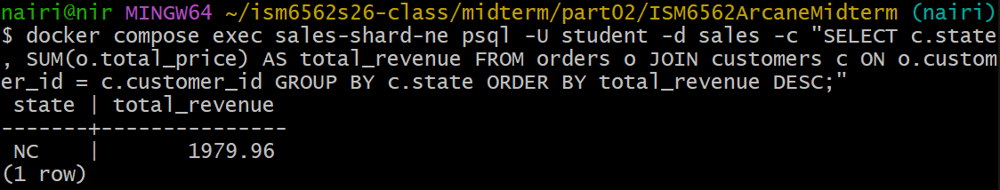 nairi@nir MINGW64 ~/ism6562s26-class/midterm/part02/ISM6562ArcaneMidterm (nairi)
$ docker compose exec sales-shard-ne psql -U student -d sales -c "SELECT c.state
, SUM(o.total_price) AS total_revenue FROM orders o JOIN customers c ON o.custom
er_id = c.customer_id GROUP BY c.state ORDER BY total_revenue DESC;"
 state | total_revenue
-------+---------------
 NC    |       1979.96
(1 row)